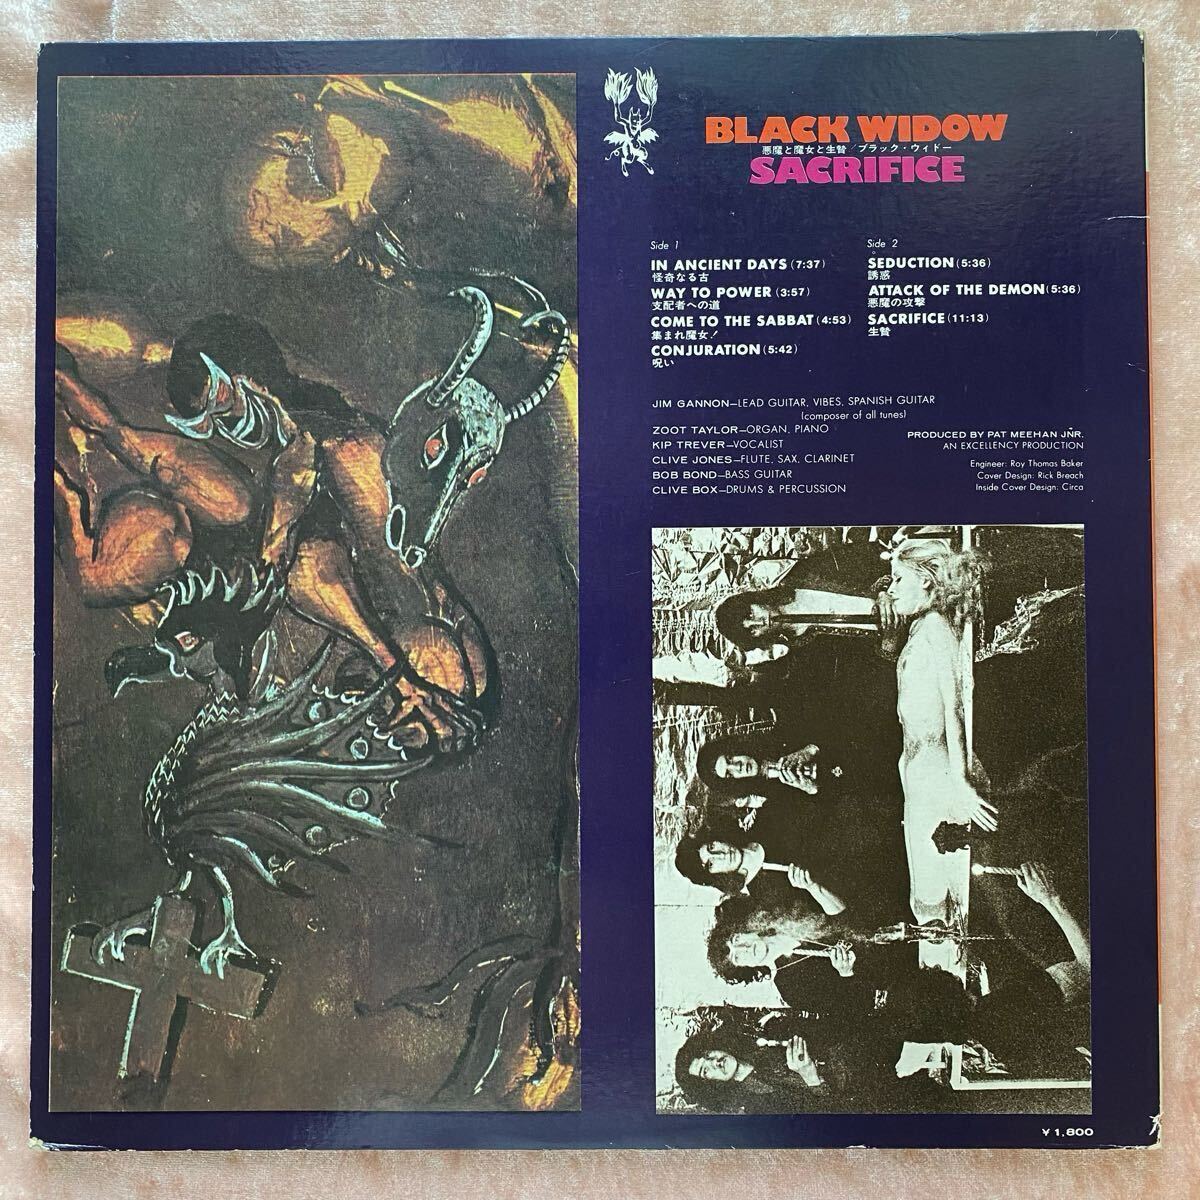 BLACK WIDOW
悪魔と魔女と生贄/ブラック・ウィドー
SACRIFICE
Side 1
IN ANCIENT DAYS (7:37)
怪奇なる古
WAY TO POWER (3:57)
支配者への道
COME TO THE SABBAT (4:53)
集まれ魔女!
CONJURATION (5:42)
呪い
Side 2
SEDUCTION (5:36)
誘惑
ATTACK OF THE DEMON (5:36)
悪魔の攻撃
SACRIFICE (11:13)
生贄
JIM GANNON—LEAD GUITAR, VIBES, SPANISH GUITAR
(composer of all tunes)
ZOOT TAYLOR—ORGAN, PIANO
KIP TREVER—VOCALIST
CLIVE JONES—FLUTE, SAX, CLARINET
BOB BOND—BASS GUITAR
CLIVE BOX—DRUMS & PERCUSSION
PRODUCED BY PAT MEEHAN JNR,
AN EXCELLENCY PRODUCTION
Engineer: Roy Thomas Baker
Cover Design: Rick Breach
Inside Cover Design: Circa
¥1,800